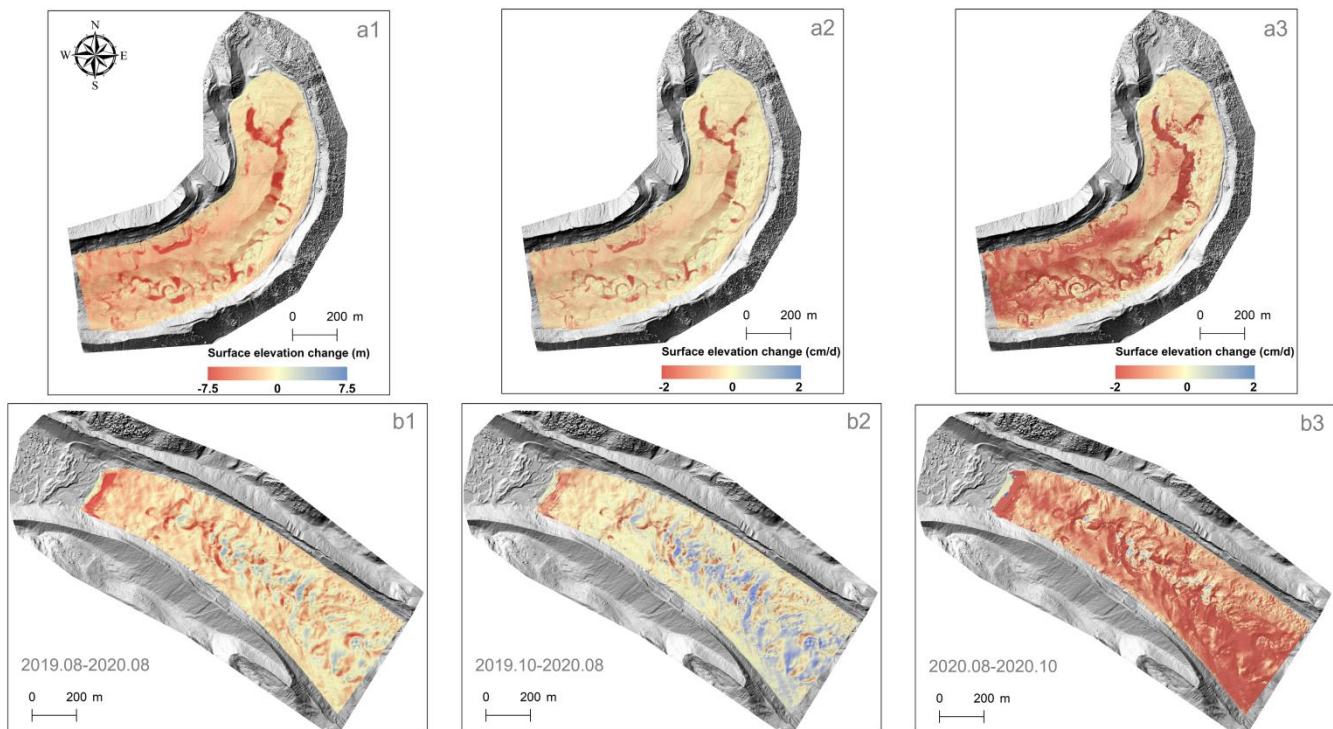 a1
N
W E
S
0 200 m
Surface elevation change (m)
-7.5 0 7.5
a2
0 200 m
Surface elevation change (cm/d)
-2 0 2
a3
0 200 m
Surface elevation change (cm/d)
-2 0 2
b1
2019.08-2020.08
0 200 m
b2
2019.10-2020.08
0 200 m
b3
2020.08-2020.10
0 200 m